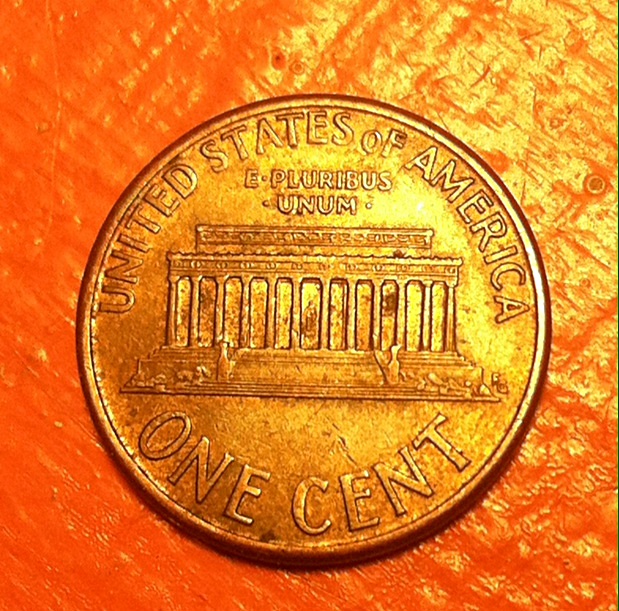 UNITED STATES OF AMERICA
E·PLURIBUS
·UNUM·
ONE CENT